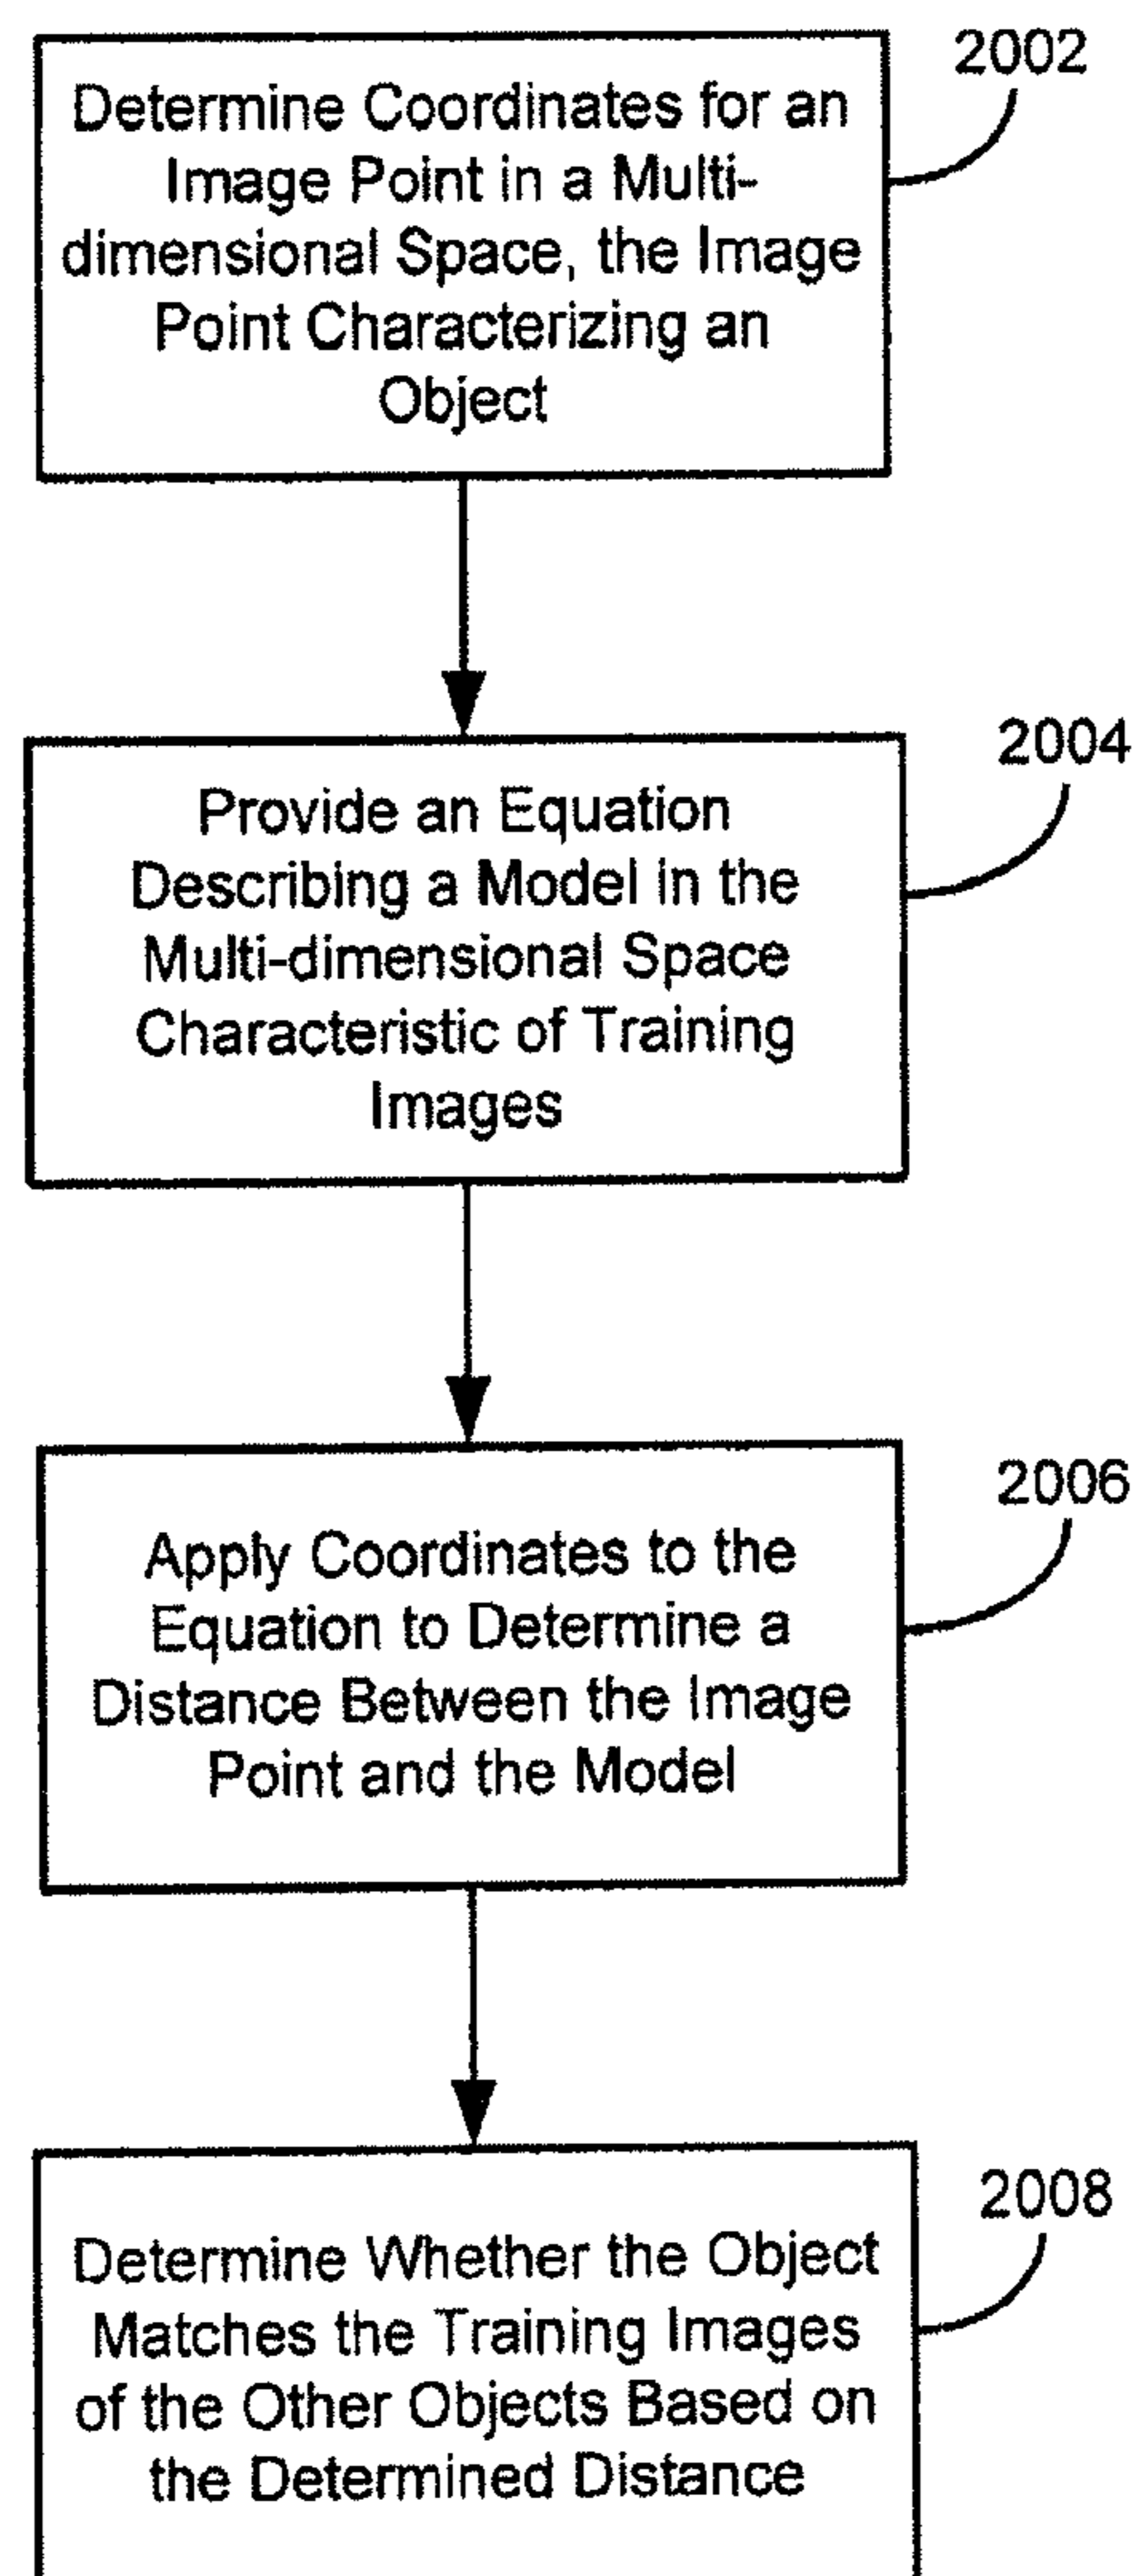 2002
Determine Coordinates for an
Image Point in a Multi-
dimensional Space, the Image
Point Characterizing an
Object
2004
Provide an Equation
Describing a Model in the
Multi-dimensional Space
Characteristic of Training
Images
2006
Apply Coordinates to the
Equation to Determine a
Distance Between the Image
Point and the Model
2008
Determine Whether the Object
Matches the Training Images
of the Other Objects Based on
the Determined Distance